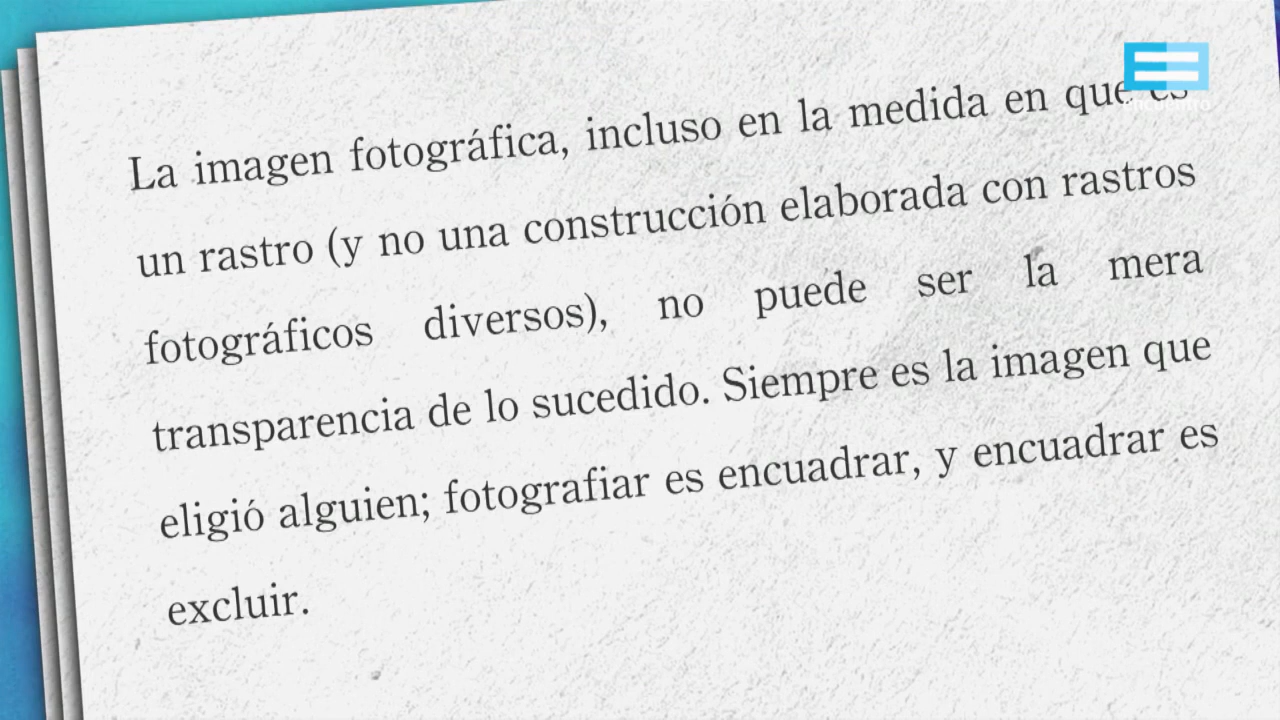 La imagen fotográfica, incluso en la medida en que es
un rastro (y no una construcción elaborada con rastros
fotográficos diversos), no puede ser la mera
transparencia de lo sucedido. Siempre es la imagen que
eligió alguien; fotografiar es encuadrar, y encuadrar es
excluir.
encuentro